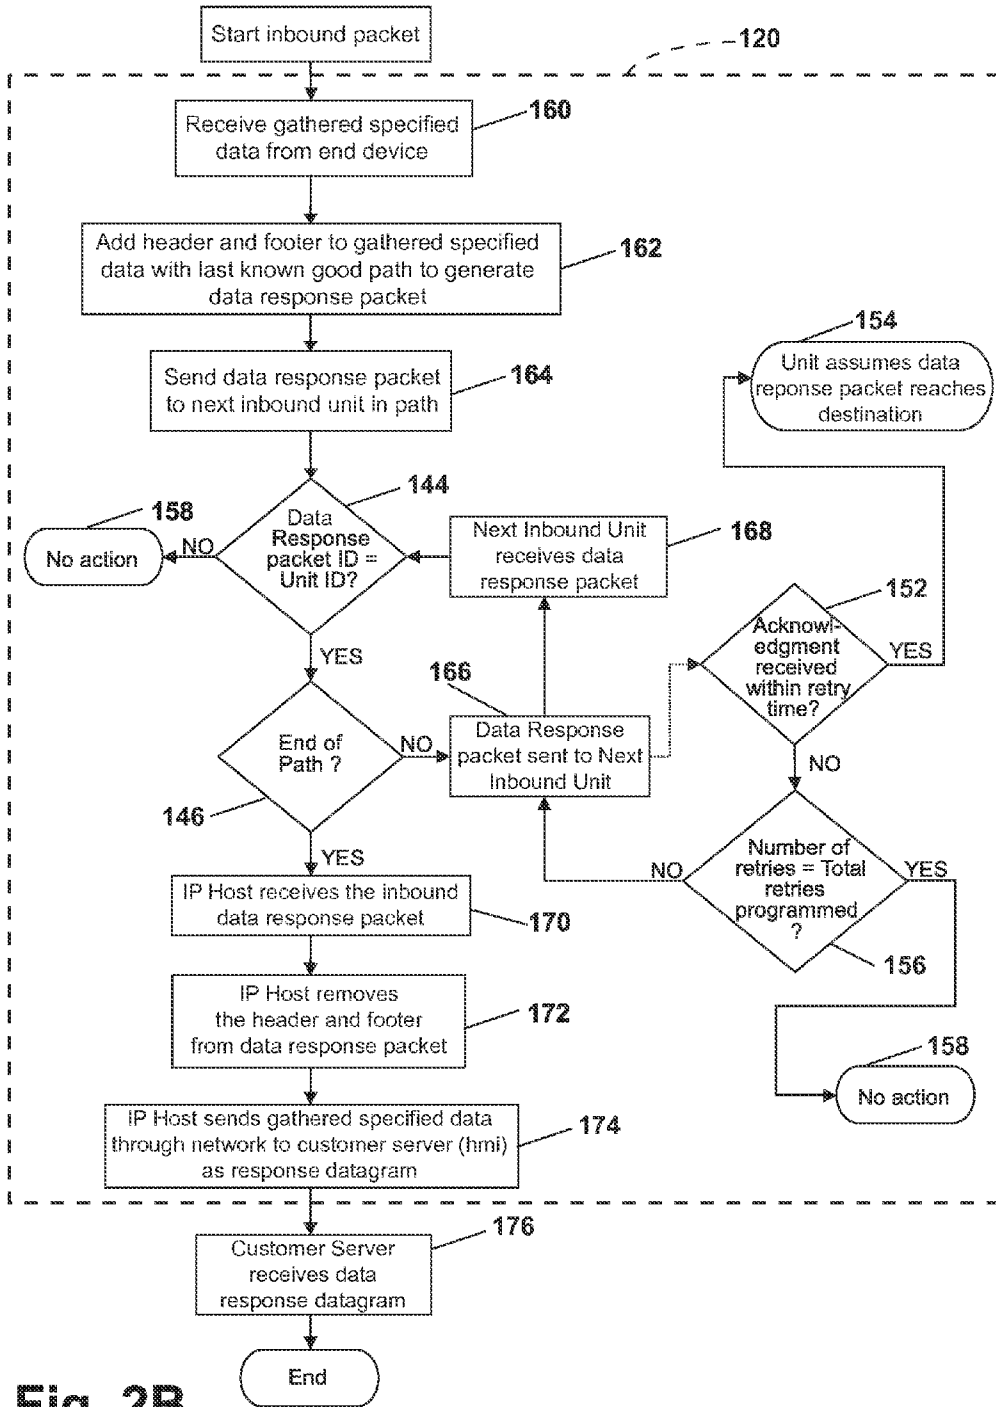 Start inbound packet
120
Receive gathered specified
data from end device
160
Add header and footer to gathered specified
data with last known good path to generate
data response packet
162
Send data response packet
to next inbound unit in path
164
154
Unit assumes data
reponse packet reaches
destination
144
Data
Response
packet ID =
Unit ID?
NO
158
No action
Next Inbound Unit
receives data
response packet
168
YES
152
Acknowl-
edgment
received
within retry
time?
YES
NO
End of
Path ?
146
NO
166
Data Response
packet sent to Next
Inbound Unit
YES
Number of
retries = Total
retries
programmed
?
NO
YES
156
158
No action
IP Host receives the inbound
data response packet
170
IP Host removes
the header and footer
from data response packet
172
IP Host sends gathered specified data
through network to customer server (hmi)
as response datagram
174
176
Customer Server
receives data
response datagram
End
Fig. 2B